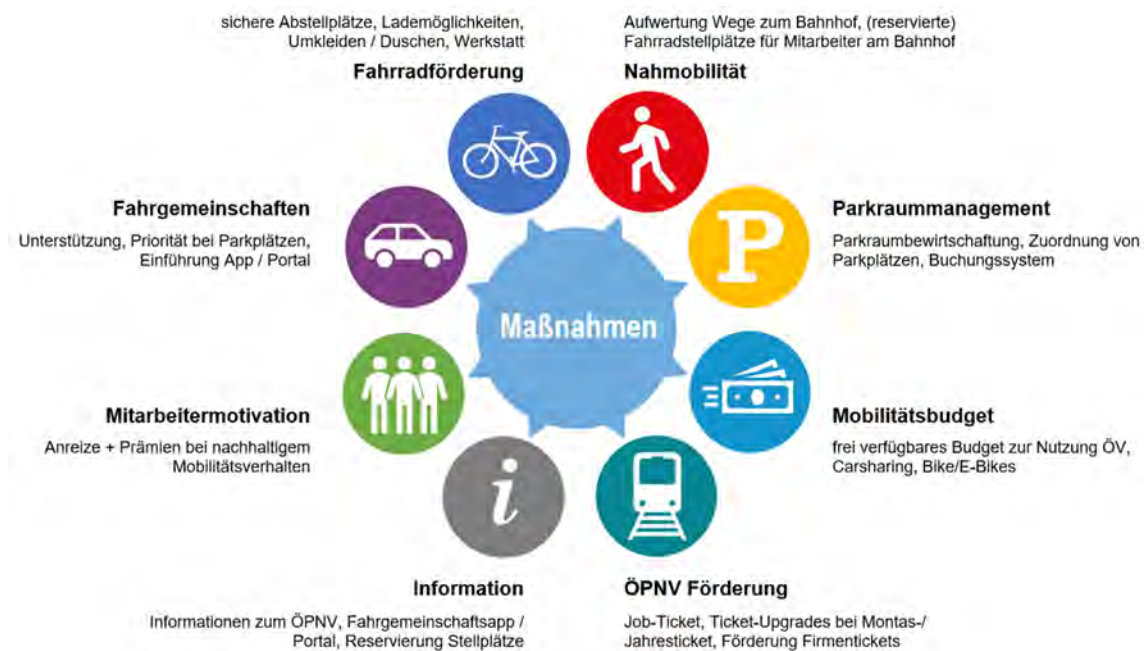 sichere Abstellplätze, Lademöglichkeiten,
Umkleiden / Duschen, Werkstatt
Fahrradförderung
Aufwertung Wege zum Bahnhof, (reservierte)
Fahrradstellplätze für Mitarbeiter am Bahnhof
Nahmobilität
Fahrgemeinschaften
Unterstützung, Priorität bei Parkplätzen,
Einführung App / Portal
P
Parkraummanagement
Parkraumbewirtschaftung, Zuordnung von
Parkplätzen, Buchungssystem
Maßnahmen
Mitarbeitermotivation
Anreize + Prämien bei nachhaltigem
Mobilitätsverhalten
Mobilitätsbudget
frei verfügbares Budget zur Nutzung ÖV,
Carsharing, Bike/E-Bikes
i
Information
Informationen zum ÖPNV, Fahrgemeinschaftsapp /
Portal, Reservierung Stellplätze
ÖPNV Förderung
Job-Ticket, Ticket-Upgrades bei Montas-/
Jahresticket, Förderung Firmentickets